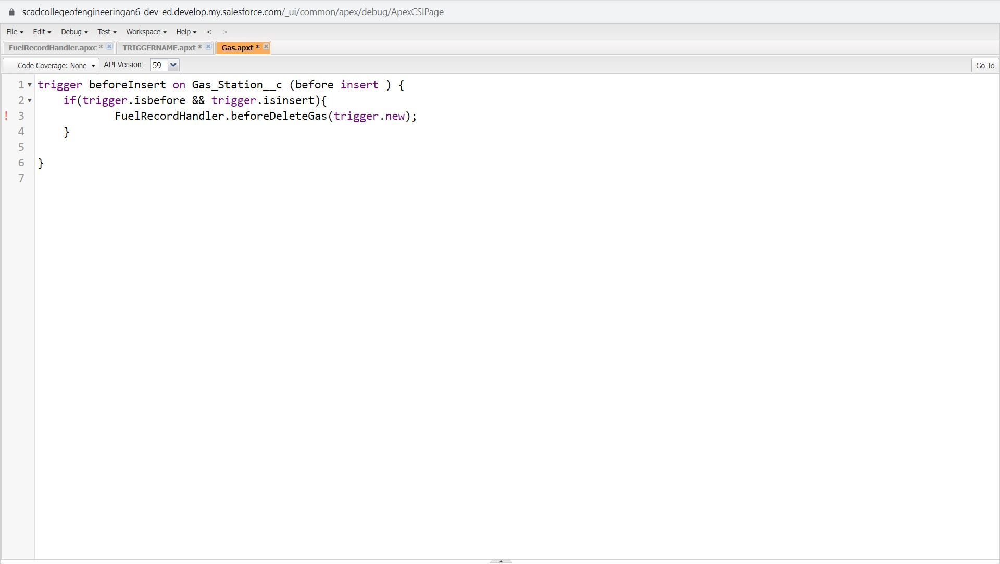 scadcollegeofengineeringan6-dev-ed.develop.my.salesforce.com/_ui/common/apex/debug/ApexCSIPage
File Edit Debug Test Workspace Help < >
FuelRecordHandler.apxc * TRIGGERNAME.apxt * Gas.apxt *
Code Coverage: None API Version: 59 Go To
1 trigger beforeInsert on Gas_Station__c (before insert ) {
2 if(trigger.isbefore && trigger.isinsert){
! 3 FuelRecordHandler.beforeDeleteGas(trigger.new);
4 }
5
6 }
7